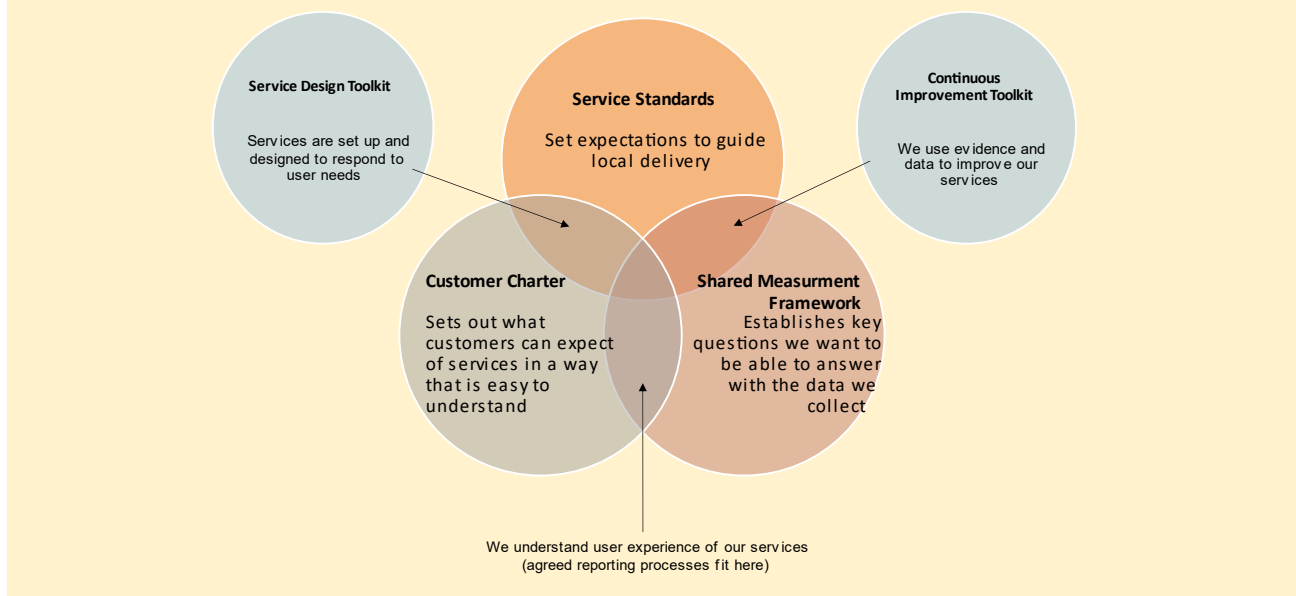 Service Design Toolkit
Services are set up and
designed to respond to
user needs
Service Standards
Set expectations to guide
local delivery
Continuous
Improvement Toolkit
We use evidence and
data to improve our
services
Customer Charter
Sets out what
customers can expect
of services in a way
that is easy to
understand
Shared Measurment
Framework
Establishes key
questions we want to
be able to answer
with the data we
collect
We understand user experience of our services
(agreed reporting processes fit here)